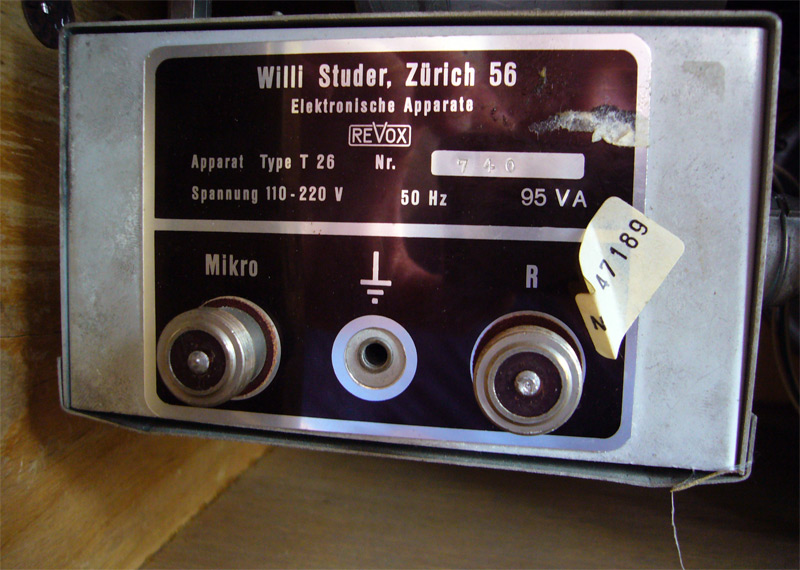 Willi Studer, Zürich 56
Elektronische Apparate
REVOX
Apparat Type T 26 Nr. 740
Spannung 110-220 V 50 Hz 95 VA
Mikro R
N 47189